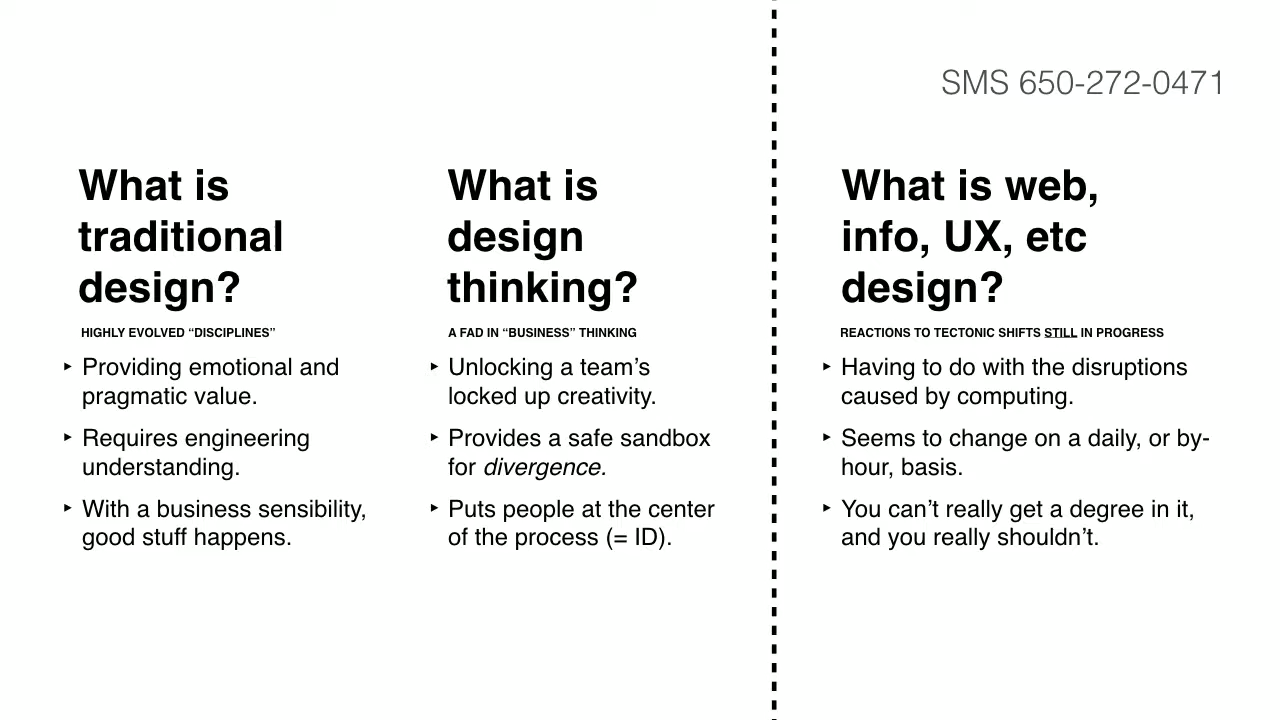 SMS 650-272-0471
What is
traditional
design?
HIGHLY EVOLVED “DISCIPLINES”
‣ Providing emotional and
pragmatic value.
‣ Requires engineering
understanding.
‣ With a business sensibility,
good stuff happens.
What is
design
thinking?
A FAD IN “BUSINESS” THINKING
‣ Unlocking a team’s
locked up creativity.
‣ Provides a safe sandbox
for divergence.
‣ Puts people at the center
of the process (= ID).
What is web,
info, UX, etc
design?
REACTIONS TO TECTONIC SHIFTS STILL IN PROGRESS
‣ Having to do with the disruptions
caused by computing.
‣ Seems to change on a daily, or by-
hour, basis.
‣ You can’t really get a degree in it,
and you really shouldn’t.